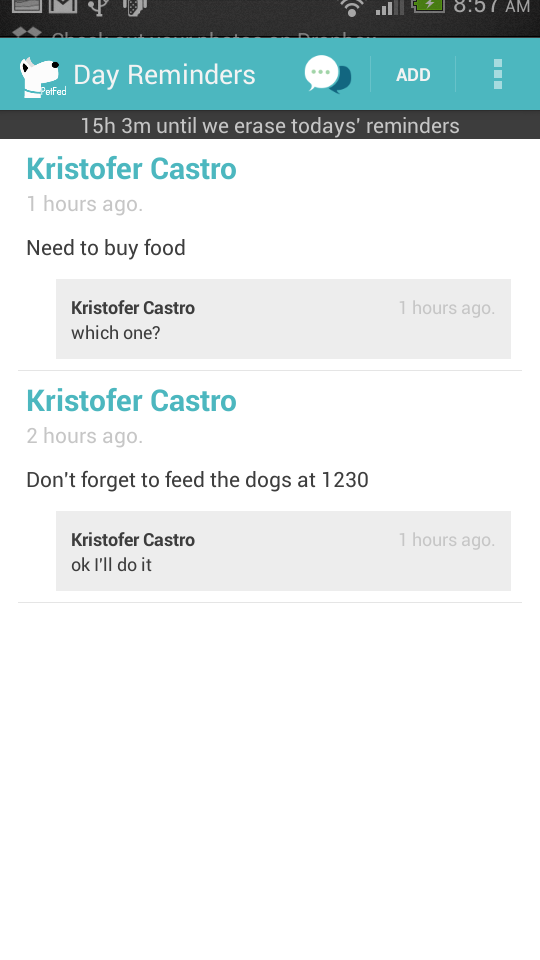 8:57 AM
Check out your photos on Dropbox
PetFed
Day Reminders
ADD
15h 3m until we erase todays' reminders
Kristofer Castro
1 hours ago.
Need to buy food
Kristofer Castro 1 hours ago.
which one?
Kristofer Castro
2 hours ago.
Don't forget to feed the dogs at 1230
Kristofer Castro 1 hours ago.
ok I'll do it